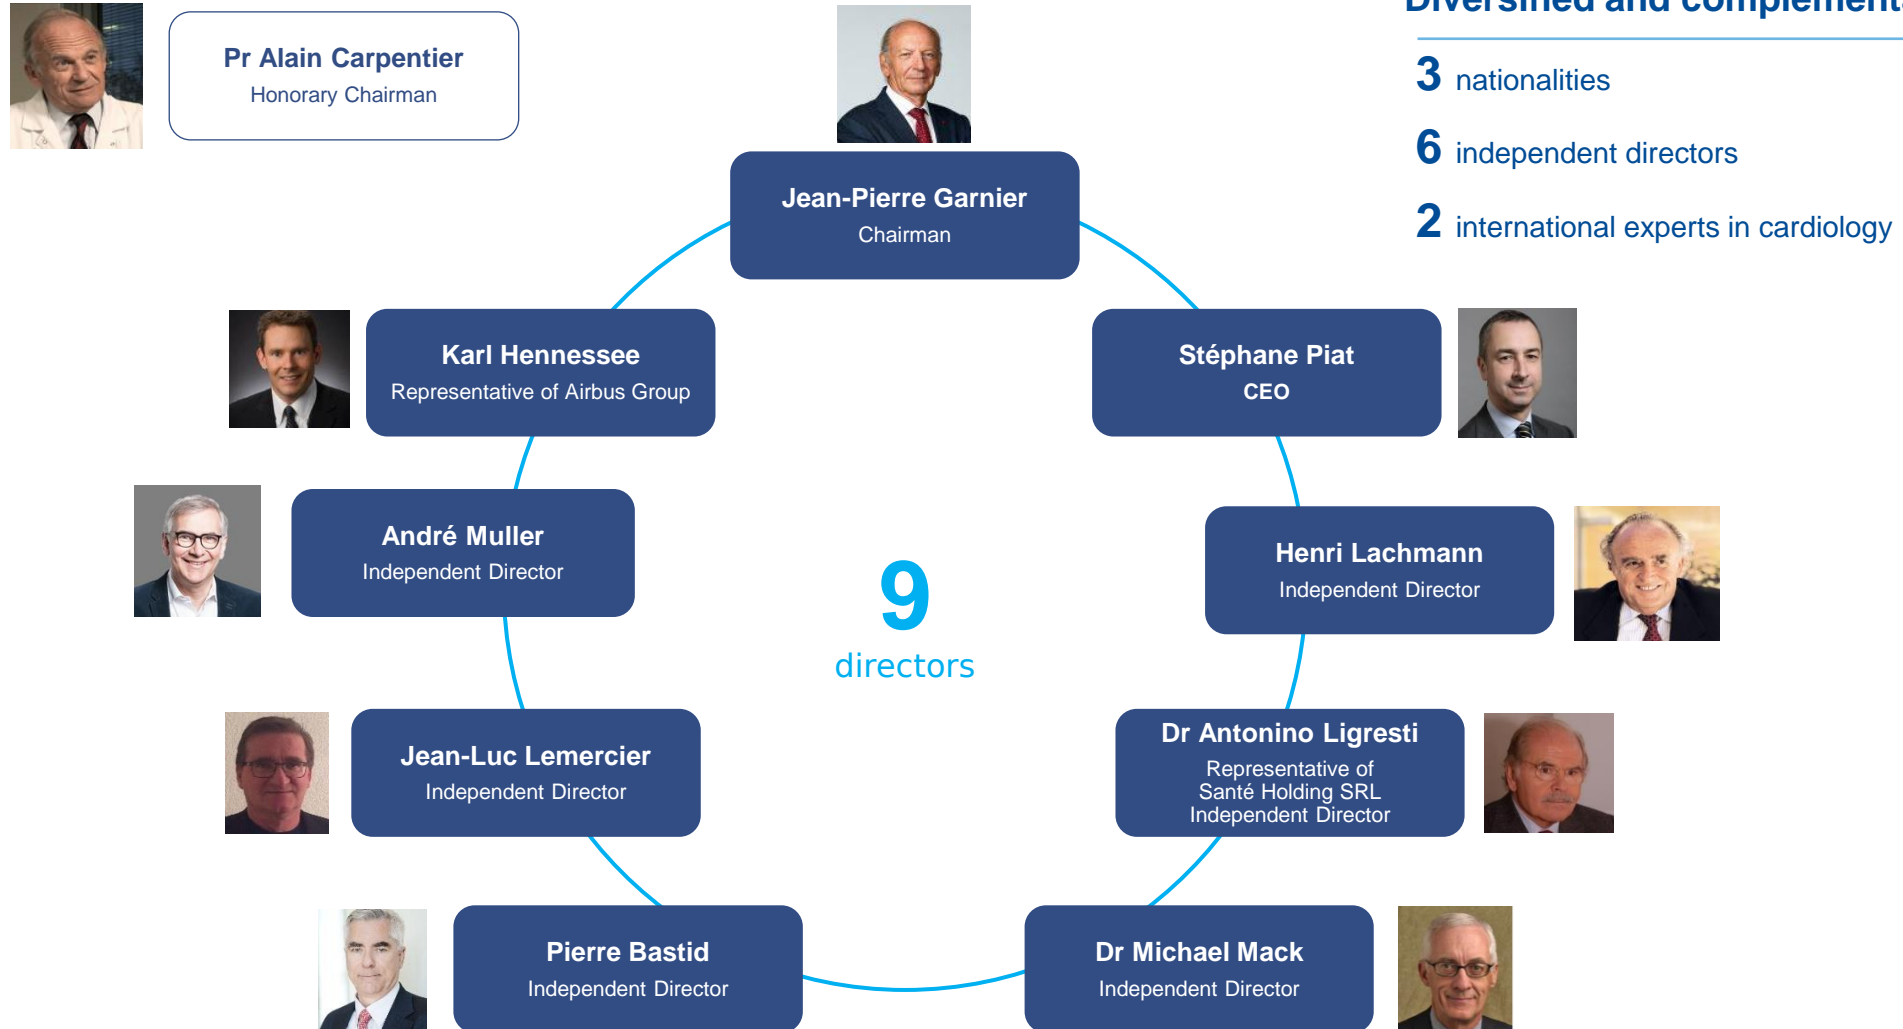 Diversified and complementa
3 nationalities
6 independent directors
2 international experts in cardiology
Pr Alain Carpentier
Honorary Chairman
Jean-Pierre Garnier
Chairman
Karl Hennessee
Representative of Airbus Group
Stéphane Piat
CEO
André Muller
Independent Director
Henri Lachmann
Independent Director
9
directors
Jean-Luc Lemercier
Independent Director
Dr Antonino Ligresti
Representative of
Santé Holding SRL
Independent Director
Pierre Bastid
Independent Director
Dr Michael Mack
Independent Director